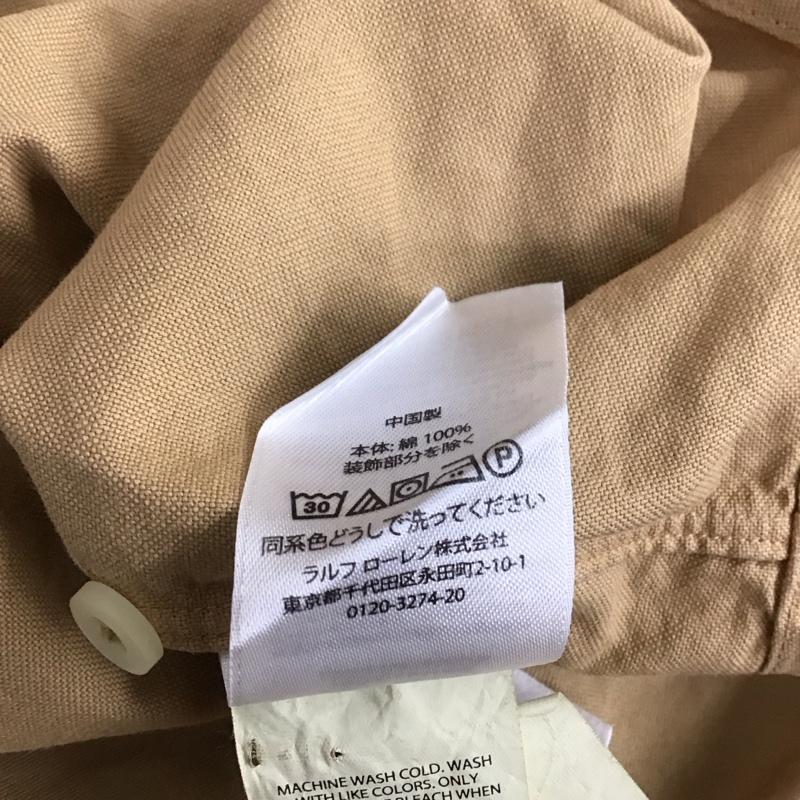 中国製
本体: 綿 100%
装飾部分を除く
30 P
同系色どうしで洗ってください
ラルフ ローレン株式会社
東京都千代田区永田町2-10-1
0120-3274-20
MACHINE WASH COLD. WASH
WITH LIKE COLORS. ONLY
BLEACH WHEN